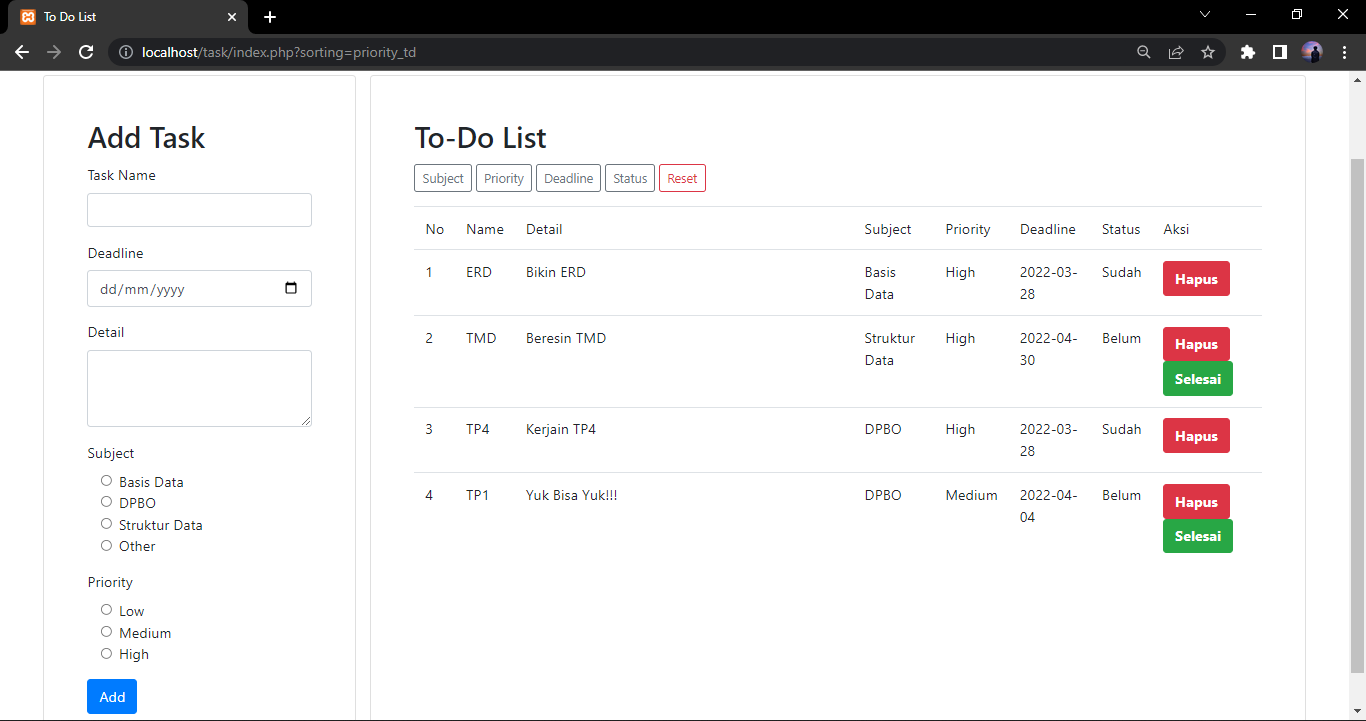 To Do List
localhost/task/index.php?sorting=priority_td
Add Task
Task Name
Deadline
dd/mm/yyyy
Detail
Subject
Basis Data
DPBO
Struktur Data
Other
Priority
Low
Medium
High
Add
To-Do List
Subject Priority Deadline Status Reset
No Name Detail Subject Priority Deadline Status Aksi
1 ERD Bikin ERD Basis High 2022-03- Sudah Hapus
Data 28
2 TMD Beresin TMD Struktur High 2022-04- Belum Hapus
Data 30 Selesai
3 TP4 Kerjain TP4 DPBO High 2022-03- Sudah Hapus
28
4 TP1 Yuk Bisa Yuk!!! DPBO Medium 2022-04- Belum Hapus
04 Selesai